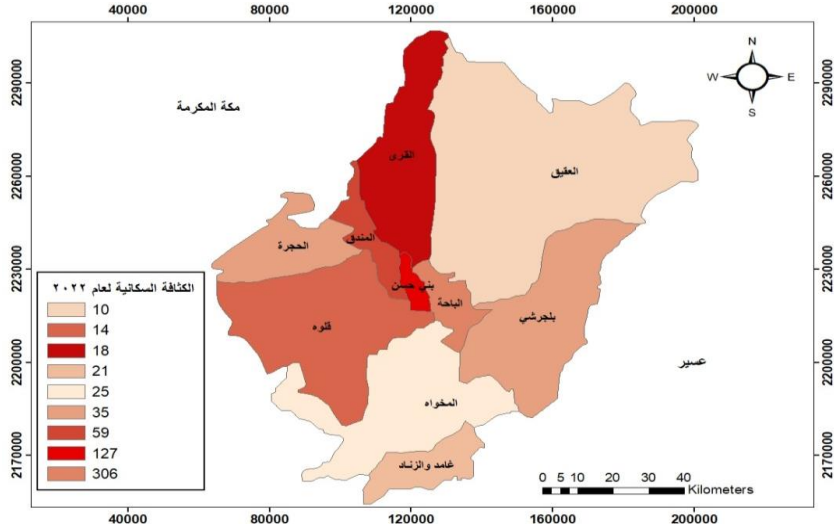 40000 80000 120000 160000 200000
2290000 2290000
N
W E
S
مكة المكرمة
القرى
2260000 2260000
العقيق
المندق
الحجرة
2230000 2230000
الكثافة السكانية لعام ٢٠٢٢
بني حسن
الباحة
10
بلجرشي
14
قلوه
18
21
2200000 2200000
عسير
25
35
المخواه
59
127
306
2170000 2170000
غامد والزناد
0 5 10 20 30 40
Kilometers
40000 80000 120000 160000 200000